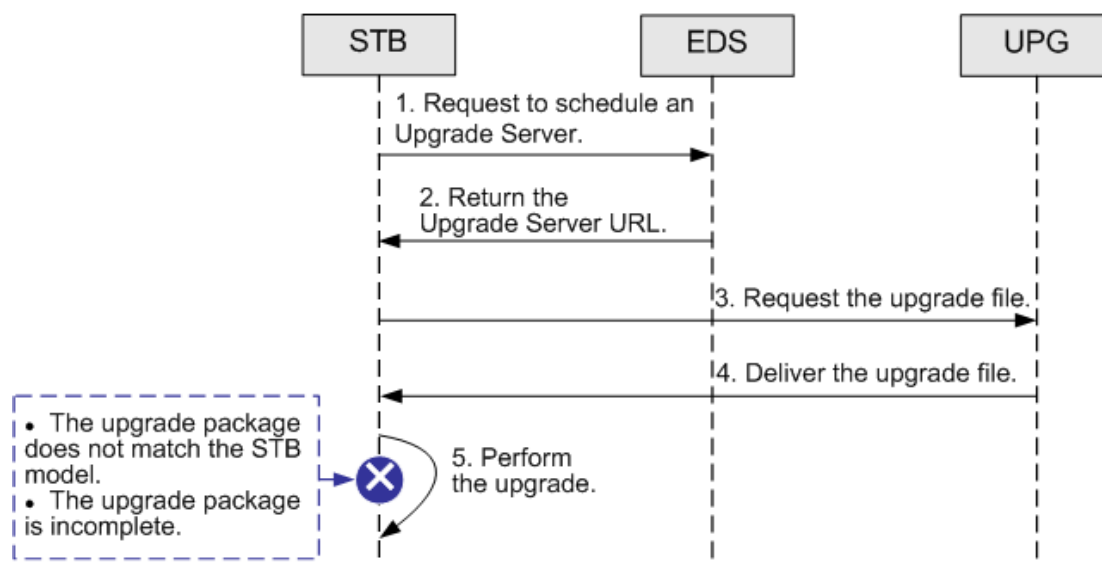 STB
EDS
UPG
1. Request to schedule an
Upgrade Server.
2. Return the
Upgrade Server URL.
3. Request the upgrade file.
4. Deliver the upgrade file.
• The upgrade package
does not match the STB
model.
• The upgrade package
is incomplete.
5. Perform
the upgrade.